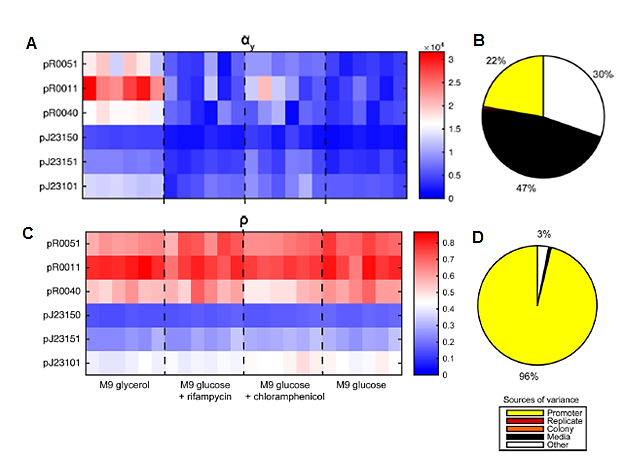 A
α_y
pR0051
pR0011
pR0040
pJ23150
pJ23151
pJ23101
×10⁴
3
2.5
2
1.5
1
0.5
0
B
22%
30%
47%
C
ρ
pR0051
pR0011
pR0040
pJ23150
pJ23151
pJ23101
M9 glycerol
M9 glucose
+ rifampycin
M9 glucose
+ chloramphenicol
M9 glucose
0.8
0.7
0.6
0.5
0.4
0.3
0.2
0.1
0
D
3%
96%
Sources of variance
Promoter
Replicate
Colony
Media
Other